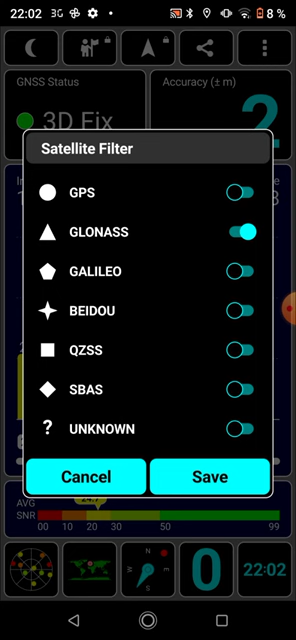 22:02 3G 8 %
GNSS Status
Accuracy (± m)
3D Fix
2
Satellite Filter
GPS
GLONASS
GALILEO
BEIDOU
QZSS
SBAS
? UNKNOWN
Cancel Save
AVG
SNR
00 10 20 30 50 99
N
W E
S
0
22:02